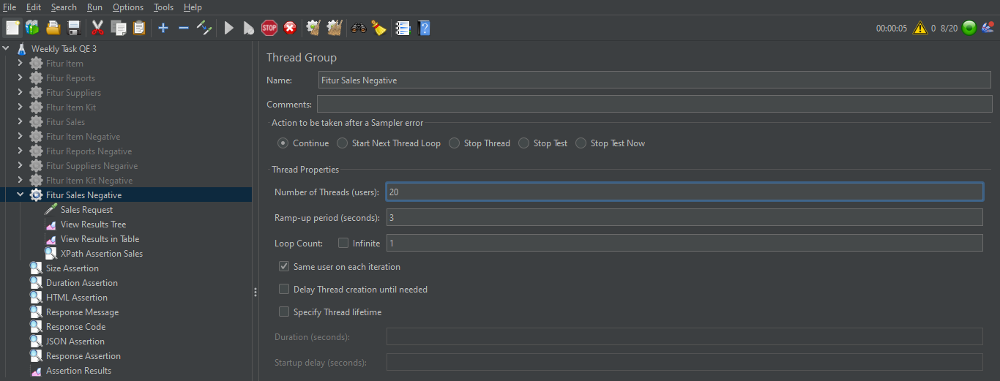 File Edit Search Run Options Tools Help
STOP
00:00:05 0 8/20
Weekly Task QE 3
Fitur Item
Fitur Reports
Fitur Suppliers
FItur Item Kit
Fitur Sales
Fitur Item Negative
Fitur Reports Negative
Fitur Suppliers Negarive
FItur Item Kit Negative
Fitur Sales Negative
Sales Request
View Results Tree
View Results in Table
XPath Assertion Sales
Size Assertion
Duration Assertion
HTML Assertion
Response Message
Response Code
JSON Assertion
Response Assertion
Assertion Results
Thread Group
Name: Fitur Sales Negative
Comments:
Action to be taken after a Sampler error
Continue Start Next Thread Loop Stop Thread Stop Test Stop Test Now
Thread Properties
Number of Threads (users): 20
Ramp-up period (seconds): 3
Loop Count: Infinite 1
Same user on each iteration
Delay Thread creation until needed
Specify Thread lifetime
Duration (seconds):
Startup delay (seconds):